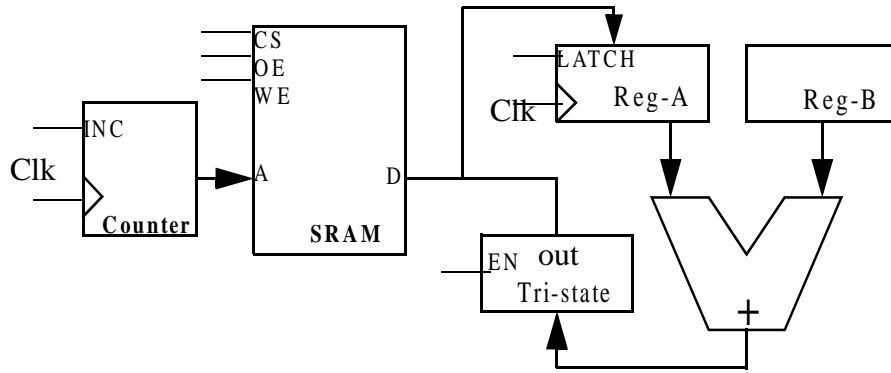 CS
OE
WE
INC
Clk
Counter
A
D
SRAM
LATCH
Clk
Reg-A
Reg-B
EN
out
Tri-state
+